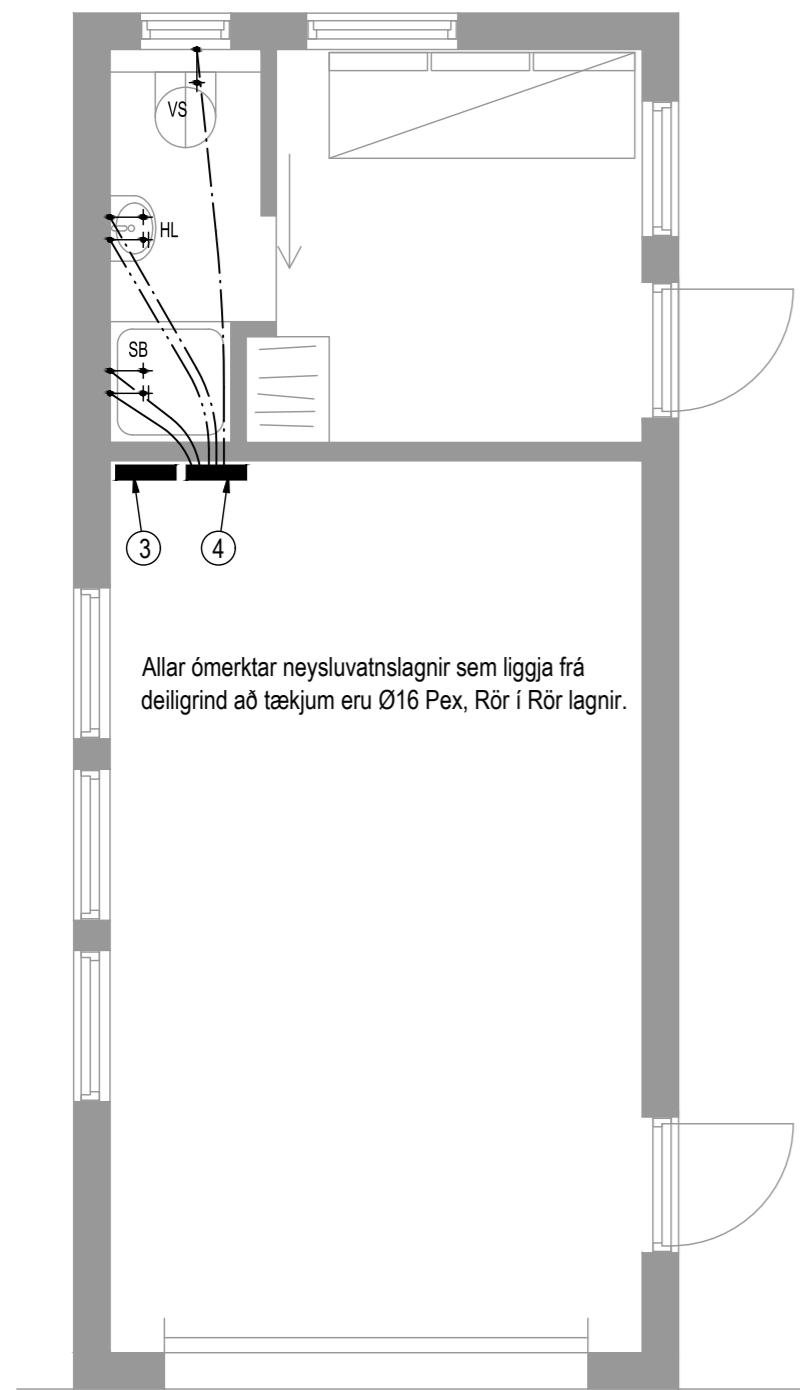 VS
HL
SB
3
4
Allar ómerktar neysluvatnslagnir sem liggja frá
deiligrind að tækjum eru Ø16 Pex, Rör í Rör lagnir.